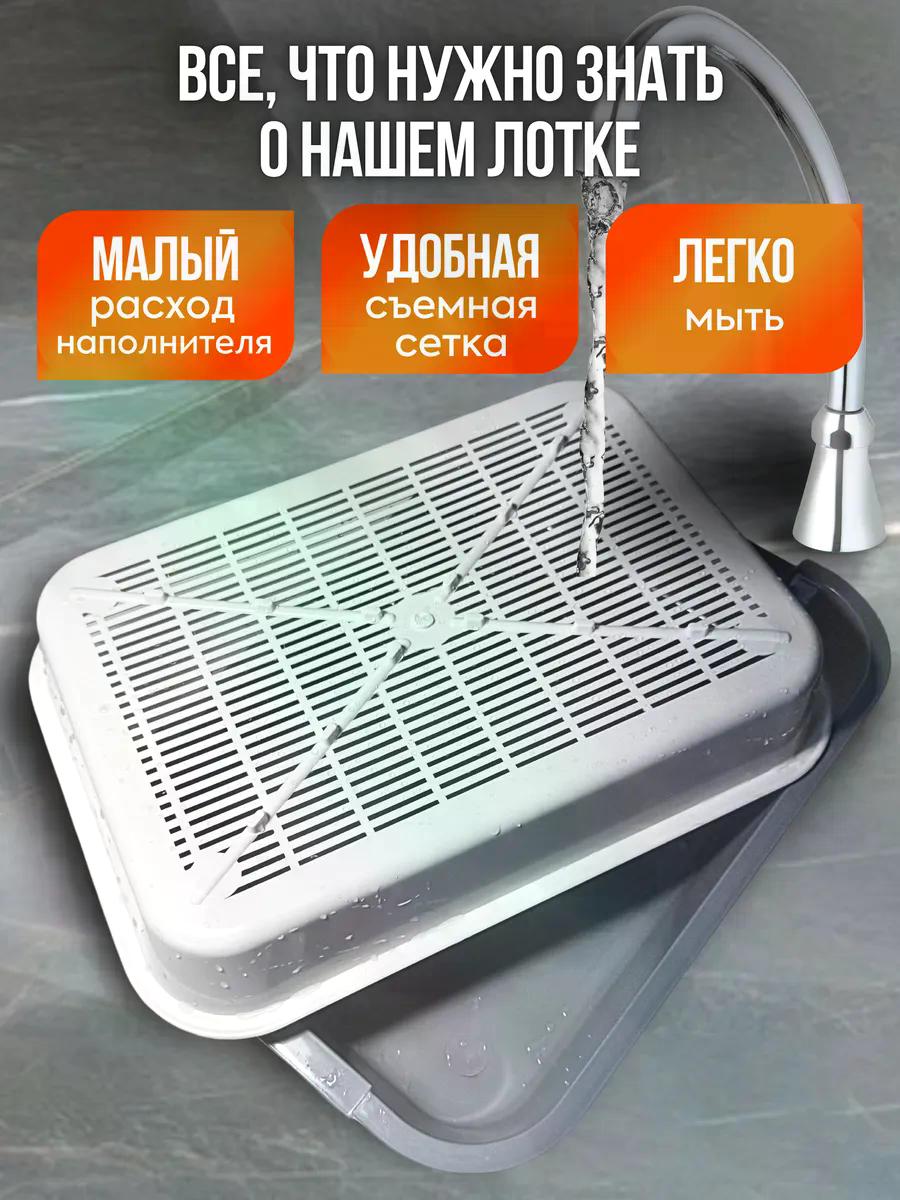 ВСЕ, ЧТО НУЖНО ЗНАТЬ
О НАШЕМ ЛОТКЕ
МАЛЫЙ
расход
наполнителя
УДОБНАЯ
съемная
сетка
ЛЕГКО
мыть